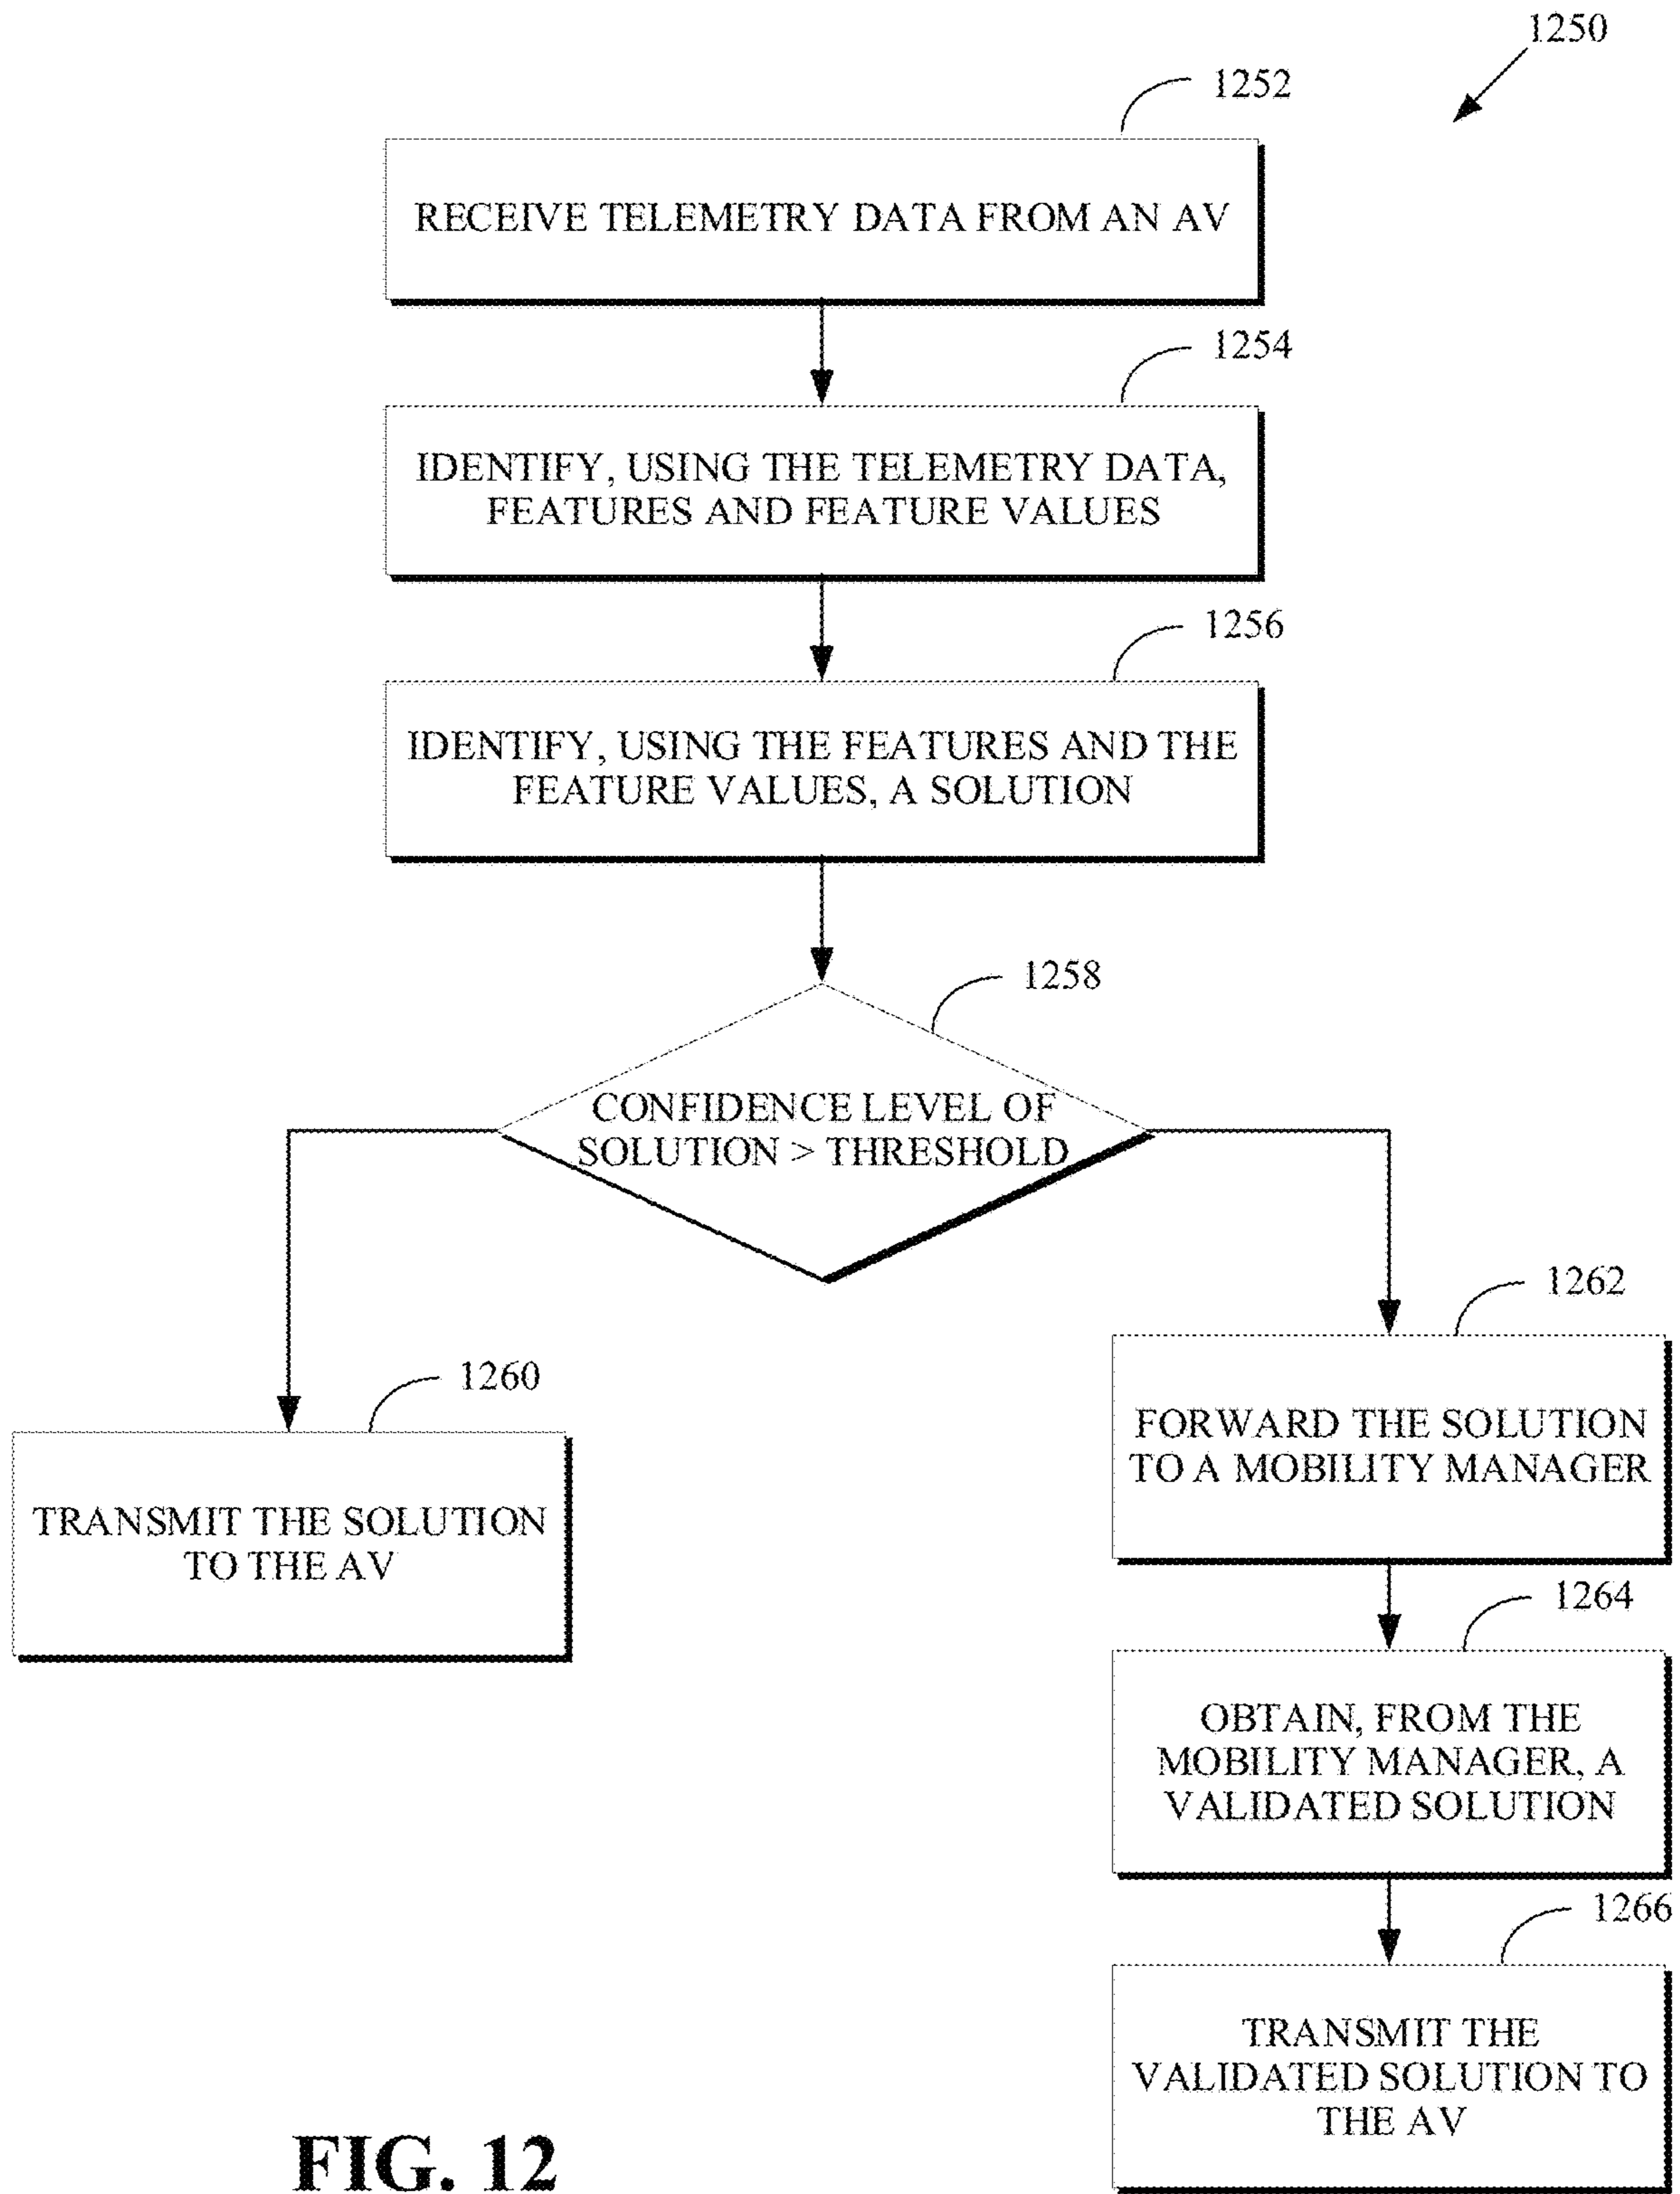 1250
1252
RECEIVE TELEMETRY DATA FROM AN AV
1254
IDENTIFY, USING THE TELEMETRY DATA,
FEATURES AND FEATURE VALUES
1256
IDENTIFY, USING THE FEATURES AND THE
FEATURE VALUES, A SOLUTION
1258
CONFIDENCE LEVEL OF
SOLUTION > THRESHOLD
1260
TRANSMIT THE SOLUTION
TO THE AV
1262
FORWARD THE SOLUTION
TO A MOBILITY MANAGER
1264
OBTAIN, FROM THE
MOBILITY MANAGER, A
VALIDATED SOLUTION
1266
TRANSMIT THE
VALIDATED SOLUTION TO
THE AV
FIG. 12